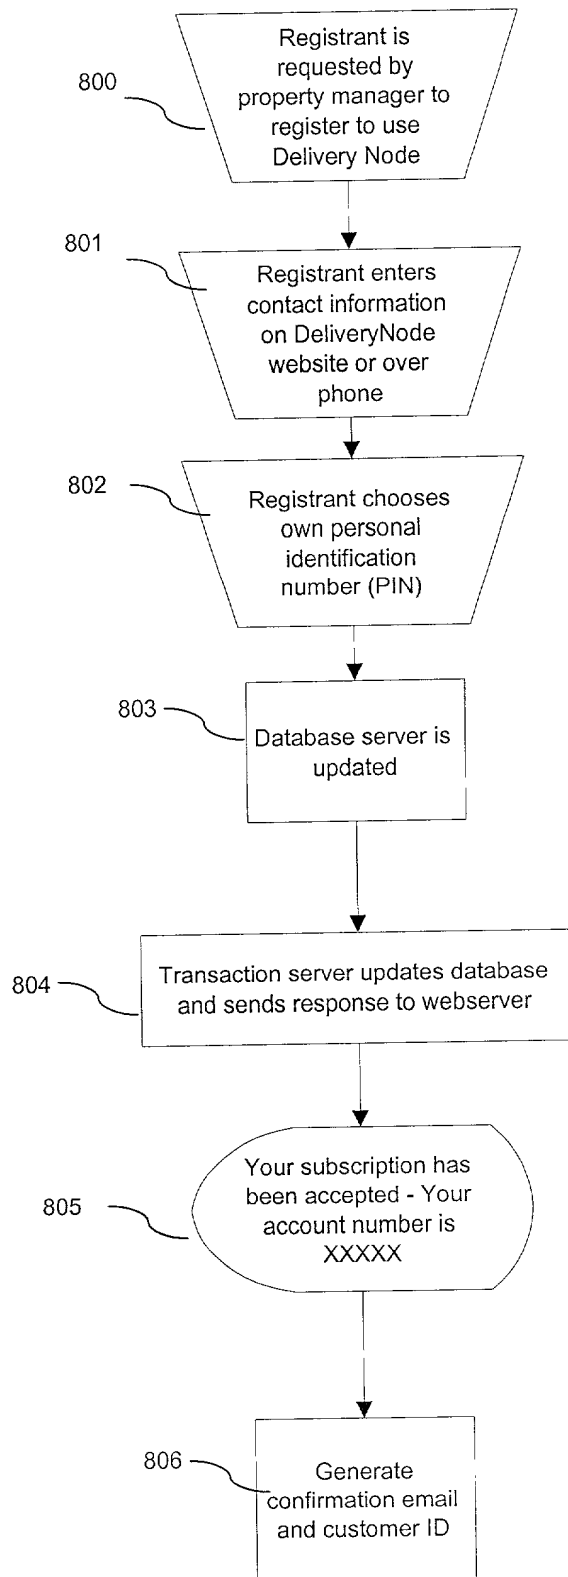 800
Registrant is
requested by
property manager to
register to use
Delivery Node
801
Registrant enters
contact information
on DeliveryNode
website or over
phone
802
Registrant chooses
own personal
identification
number (PIN)
803
Database server is
updated
804
Transaction server updates database
and sends response to webserver
805
Your subscription has
been accepted - Your
account number is
XXXXX
806
Generate
confirmation email
and customer ID